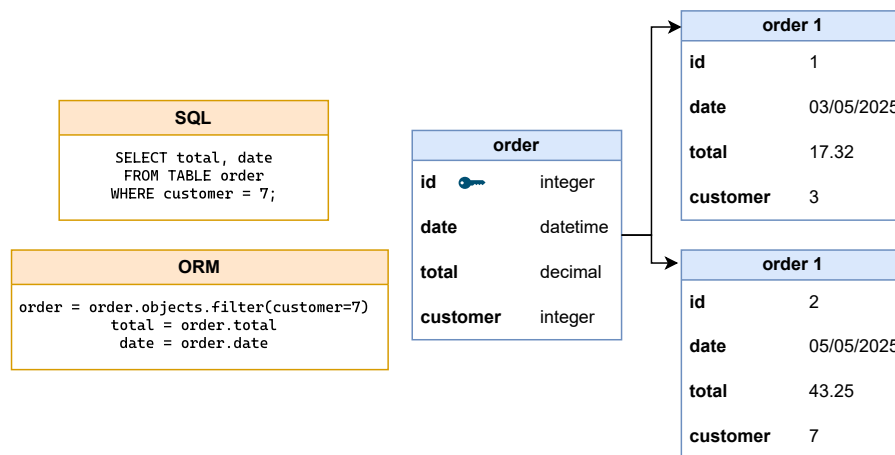 SQL
SELECT total, date
FROM TABLE order
WHERE customer = 7;
ORM
order = order.objects.filter(customer=7)
total = order.total
date = order.date
order
id integer
date datetime
total decimal
customer integer
order 1
id 1
date 03/05/2025
total 17.32
customer 3
order 1
id 2
date 05/05/2025
total 43.25
customer 7